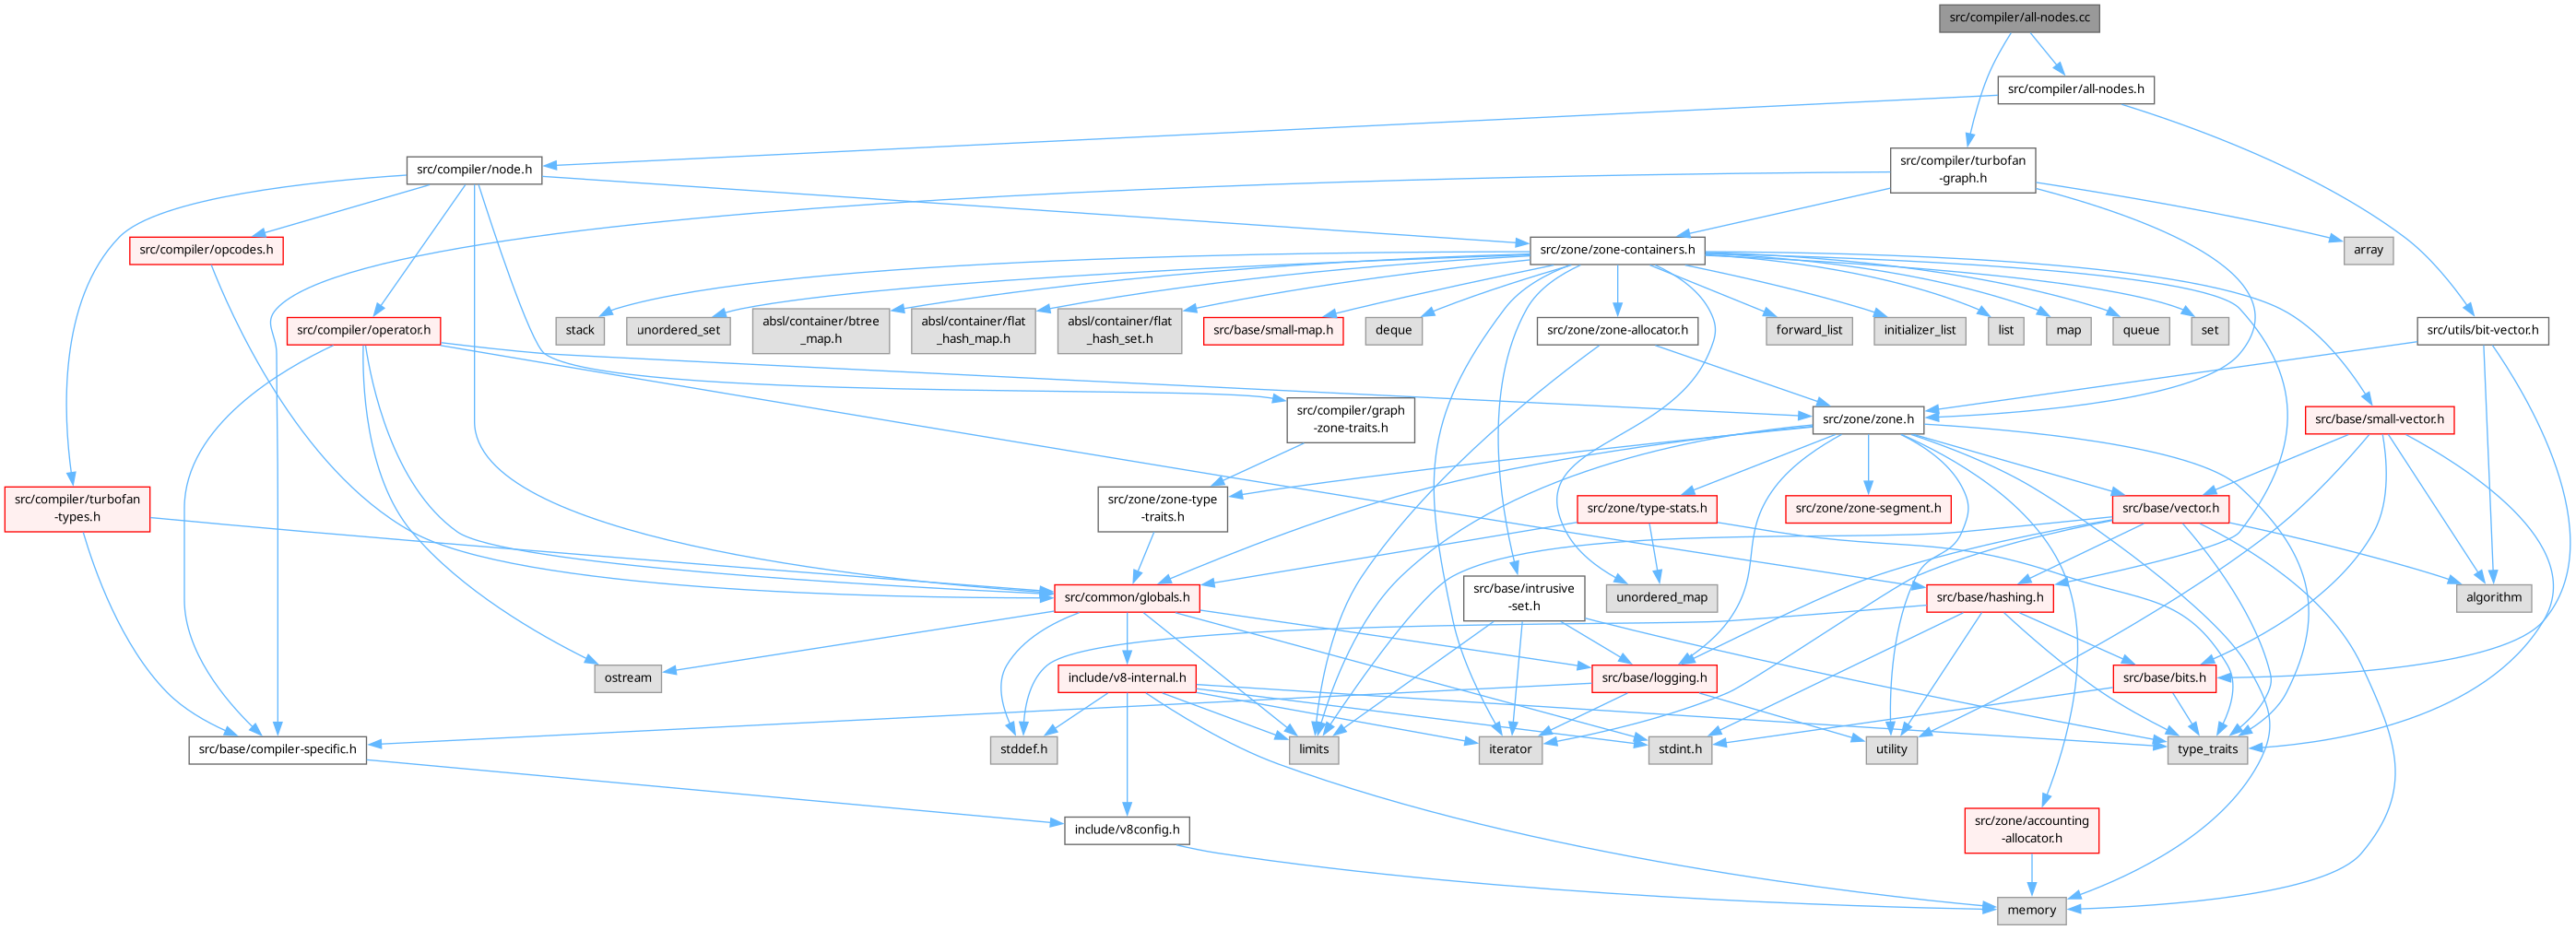 src/compiler/all-nodes.cc
src/compiler/all-nodes.h
src/compiler/node.h
src/compiler/turbofan
-graph.h
src/compiler/opcodes.h
src/zone/zone-containers.h
array
src/compiler/operator.h
stack
unordered_set
absl/container/btree
_map.h
absl/container/flat
_hash_map.h
absl/container/flat
_hash_set.h
src/base/small-map.h
deque
src/zone/zone-allocator.h
forward_list
initializer_list
list
map
queue
set
src/utils/bit-vector.h
src/compiler/graph
-zone-traits.h
src/zone/zone.h
src/base/small-vector.h
src/compiler/turbofan
-types.h
src/zone/zone-type
-traits.h
src/zone/type-stats.h
src/zone/zone-segment.h
src/base/vector.h
src/common/globals.h
src/base/intrusive
-set.h
unordered_map
src/base/hashing.h
algorithm
ostream
include/v8-internal.h
src/base/logging.h
src/base/bits.h
src/base/compiler-specific.h
stddef.h
limits
iterator
stdint.h
utility
type_traits
include/v8config.h
src/zone/accounting
-allocator.h
memory